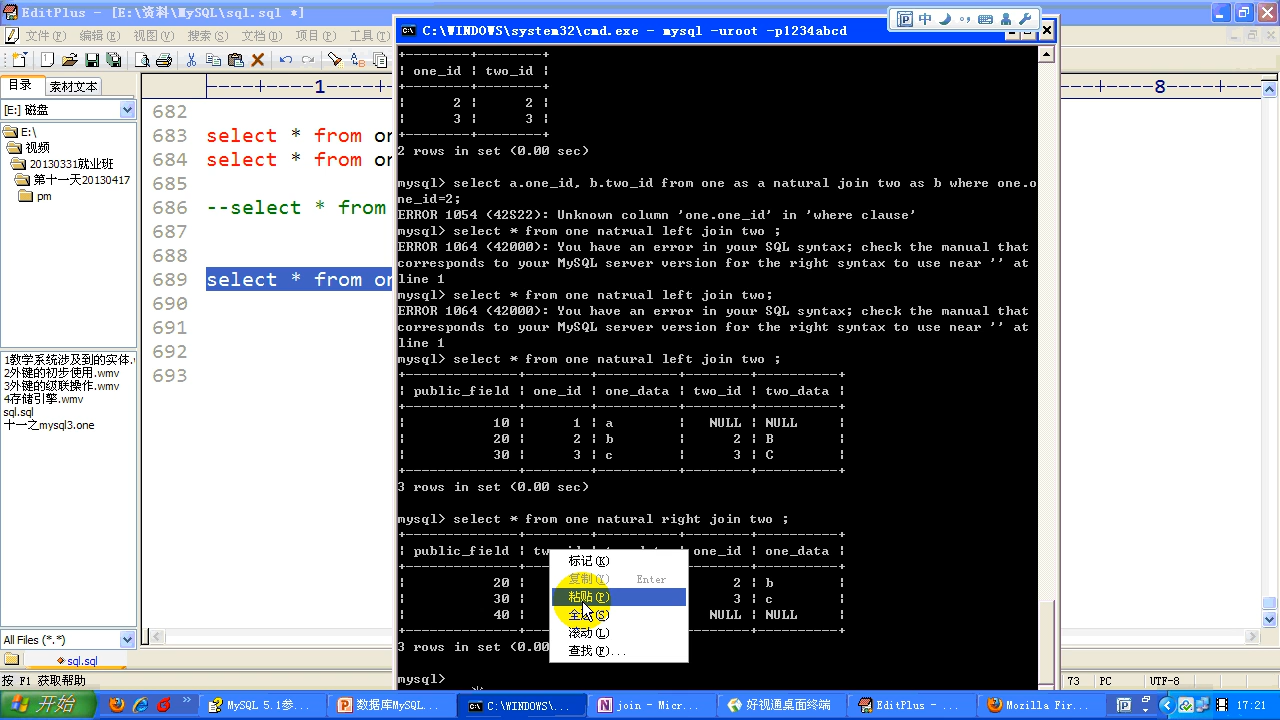 EditPlus - [E:\资料\MySQL\sql.sql *]
文件(F) 编辑(E) 视图(V) 搜索(S) 文档(D) 项目(P) 工具(T)
目录 素材文本
[E:] 磁盘
E:\
视频
20130331就业班
第十一天20130417
pm
1数学系统涉及到的实体.
2外键的初步使用.wmv
3外键的级联操作.wmv
4存储引擎.wmv
sql.sql
十一之mysql3.one
All Files (*.*)
sql.sql
按 F1 获取帮助
----+----1----+-
-+----8----+-
682
683 select * from on
684 select * from on
685
686 --select * from
687
688
689 select * from on
690
691
692
693
C:\WINDOWS\system32\cmd.exe - mysql -uroot -p1234abcd
中
+--------+--------+
| one_id | two_id |
+--------+--------+
| 2 | 2 |
| 3 | 3 |
+--------+--------+
2 rows in set (0.00 sec)
mysql> select a.one_id, b.two_id from one as a natural join two as b where one.o
ne_id=2;
ERROR 1054 (42S22): Unknown column 'one.one_id' in 'where clause'
mysql> select * from one natrual left join two ;
ERROR 1064 (42000): You have an error in your SQL syntax; check the manual that
corresponds to your MySQL server version for the right syntax to use near '' at
line 1
mysql> select * from one natrual left join two;
ERROR 1064 (42000): You have an error in your SQL syntax; check the manual that
corresponds to your MySQL server version for the right syntax to use near '' at
line 1
mysql> select * from one natural left join two ;
+--------------+--------+----------+--------+----------+
| public_field | one_id | one_data | two_id | two_data |
+--------------+--------+----------+--------+----------+
| 10 | 1 | a | NULL | NULL |
| 20 | 2 | b | 2 | B |
| 30 | 3 | c | 3 | C |
+--------------+--------+----------+--------+----------+
3 rows in set (0.00 sec)
mysql> select * from one natural right join two ;
| public_field | one_id | one_data |
| 20 | 2 | b |
| 30 | 3 | c |
| 40 | NULL | NULL |
3 rows in set (0.00
mysql>
标记(K)
复制(Y) Enter
粘贴(P)
全选(S)
滚动(L)
查找(F)...
73 PC UTF-8
开始 MySQL 5.1参... 数据库MySQL... C:\WINDOWS\... join - Micr... 好视通桌面终端 EditPlus - ... Mozilla Fir... 17:21